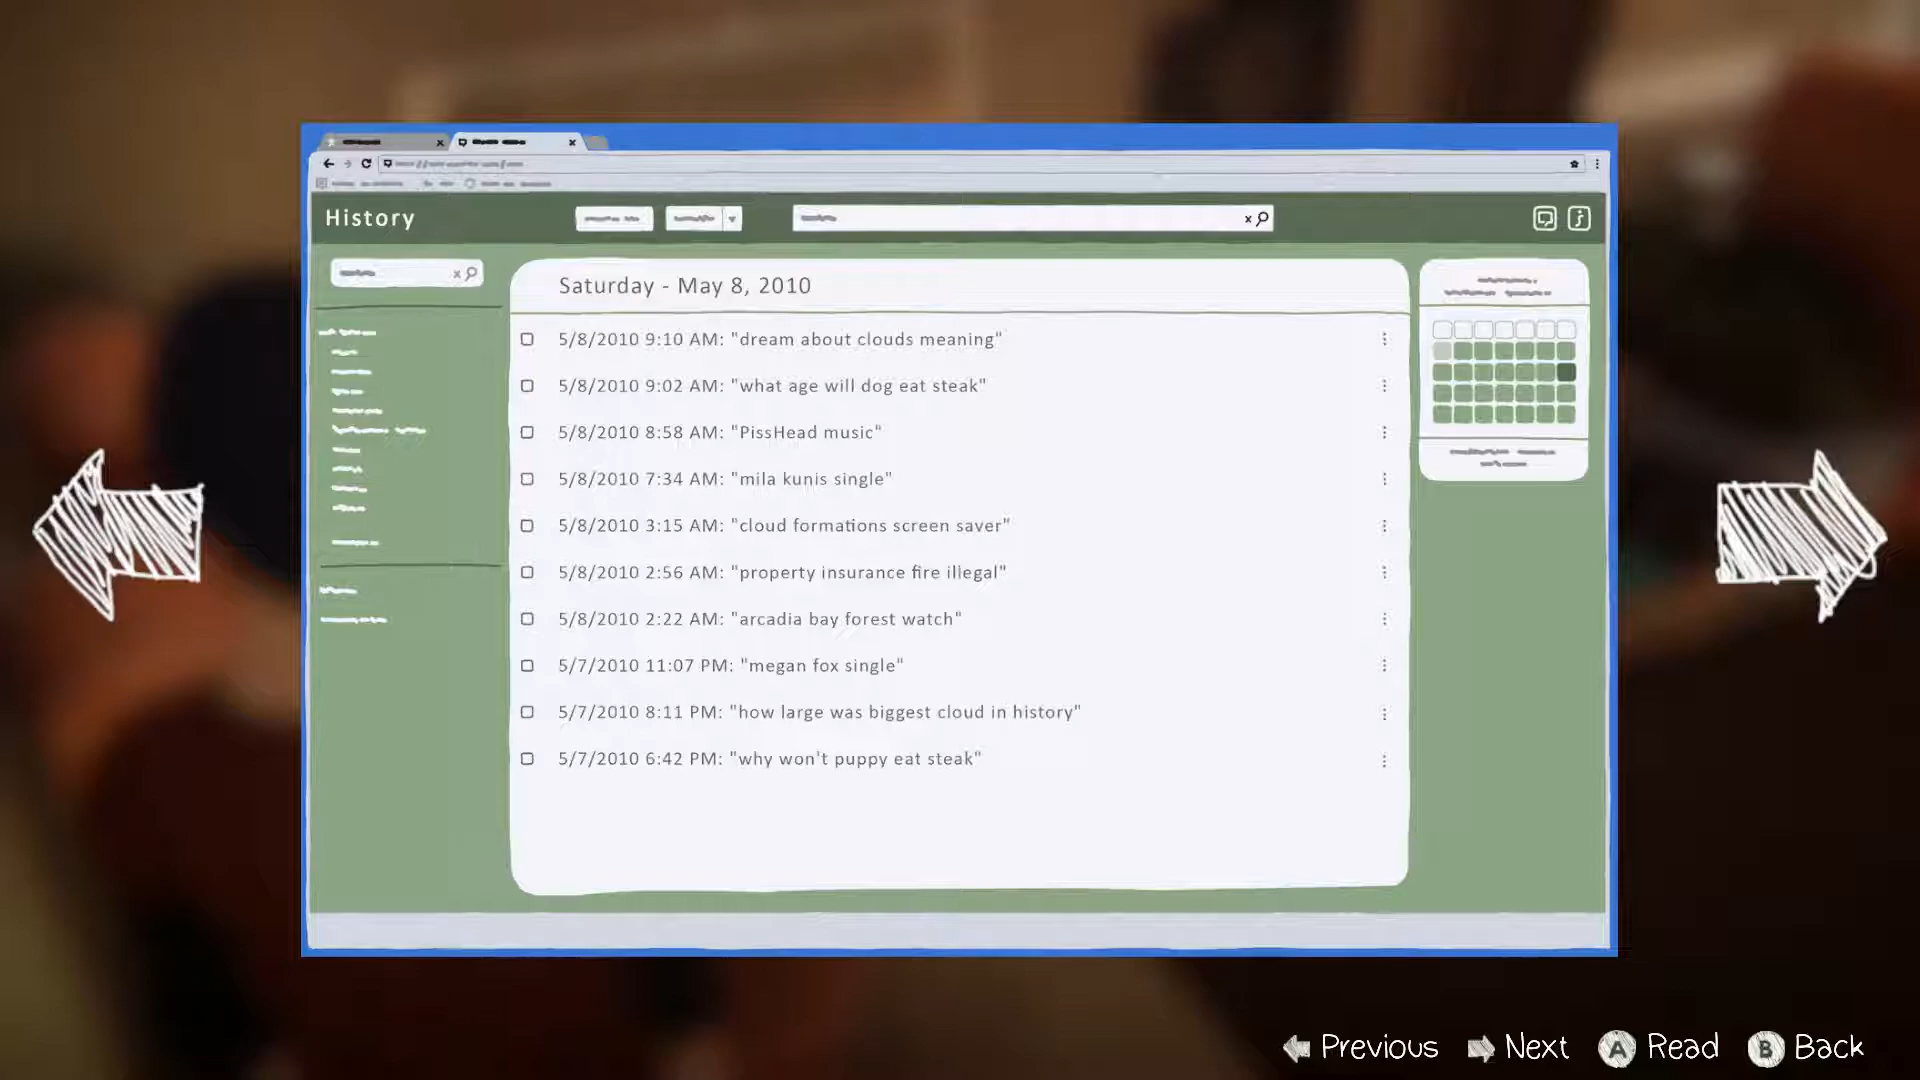 History
Saturday - May 8, 2010
5/8/2010 9:10 AM: "dream about clouds meaning"
5/8/2010 9:02 AM: "what age will dog eat steak"
5/8/2010 8:58 AM: "PissHead music"
5/8/2010 7:34 AM: "mila kunis single"
5/8/2010 3:15 AM: "cloud formations screen saver"
5/8/2010 2:56 AM: "property insurance fire illegal"
5/8/2010 2:22 AM: "arcadia bay forest watch"
5/7/2010 11:07 PM: "megan fox single"
5/7/2010 8:11 PM: "how large was biggest cloud in history"
5/7/2010 6:42 PM: "why won't puppy eat steak"
Previous Next A Read B Back